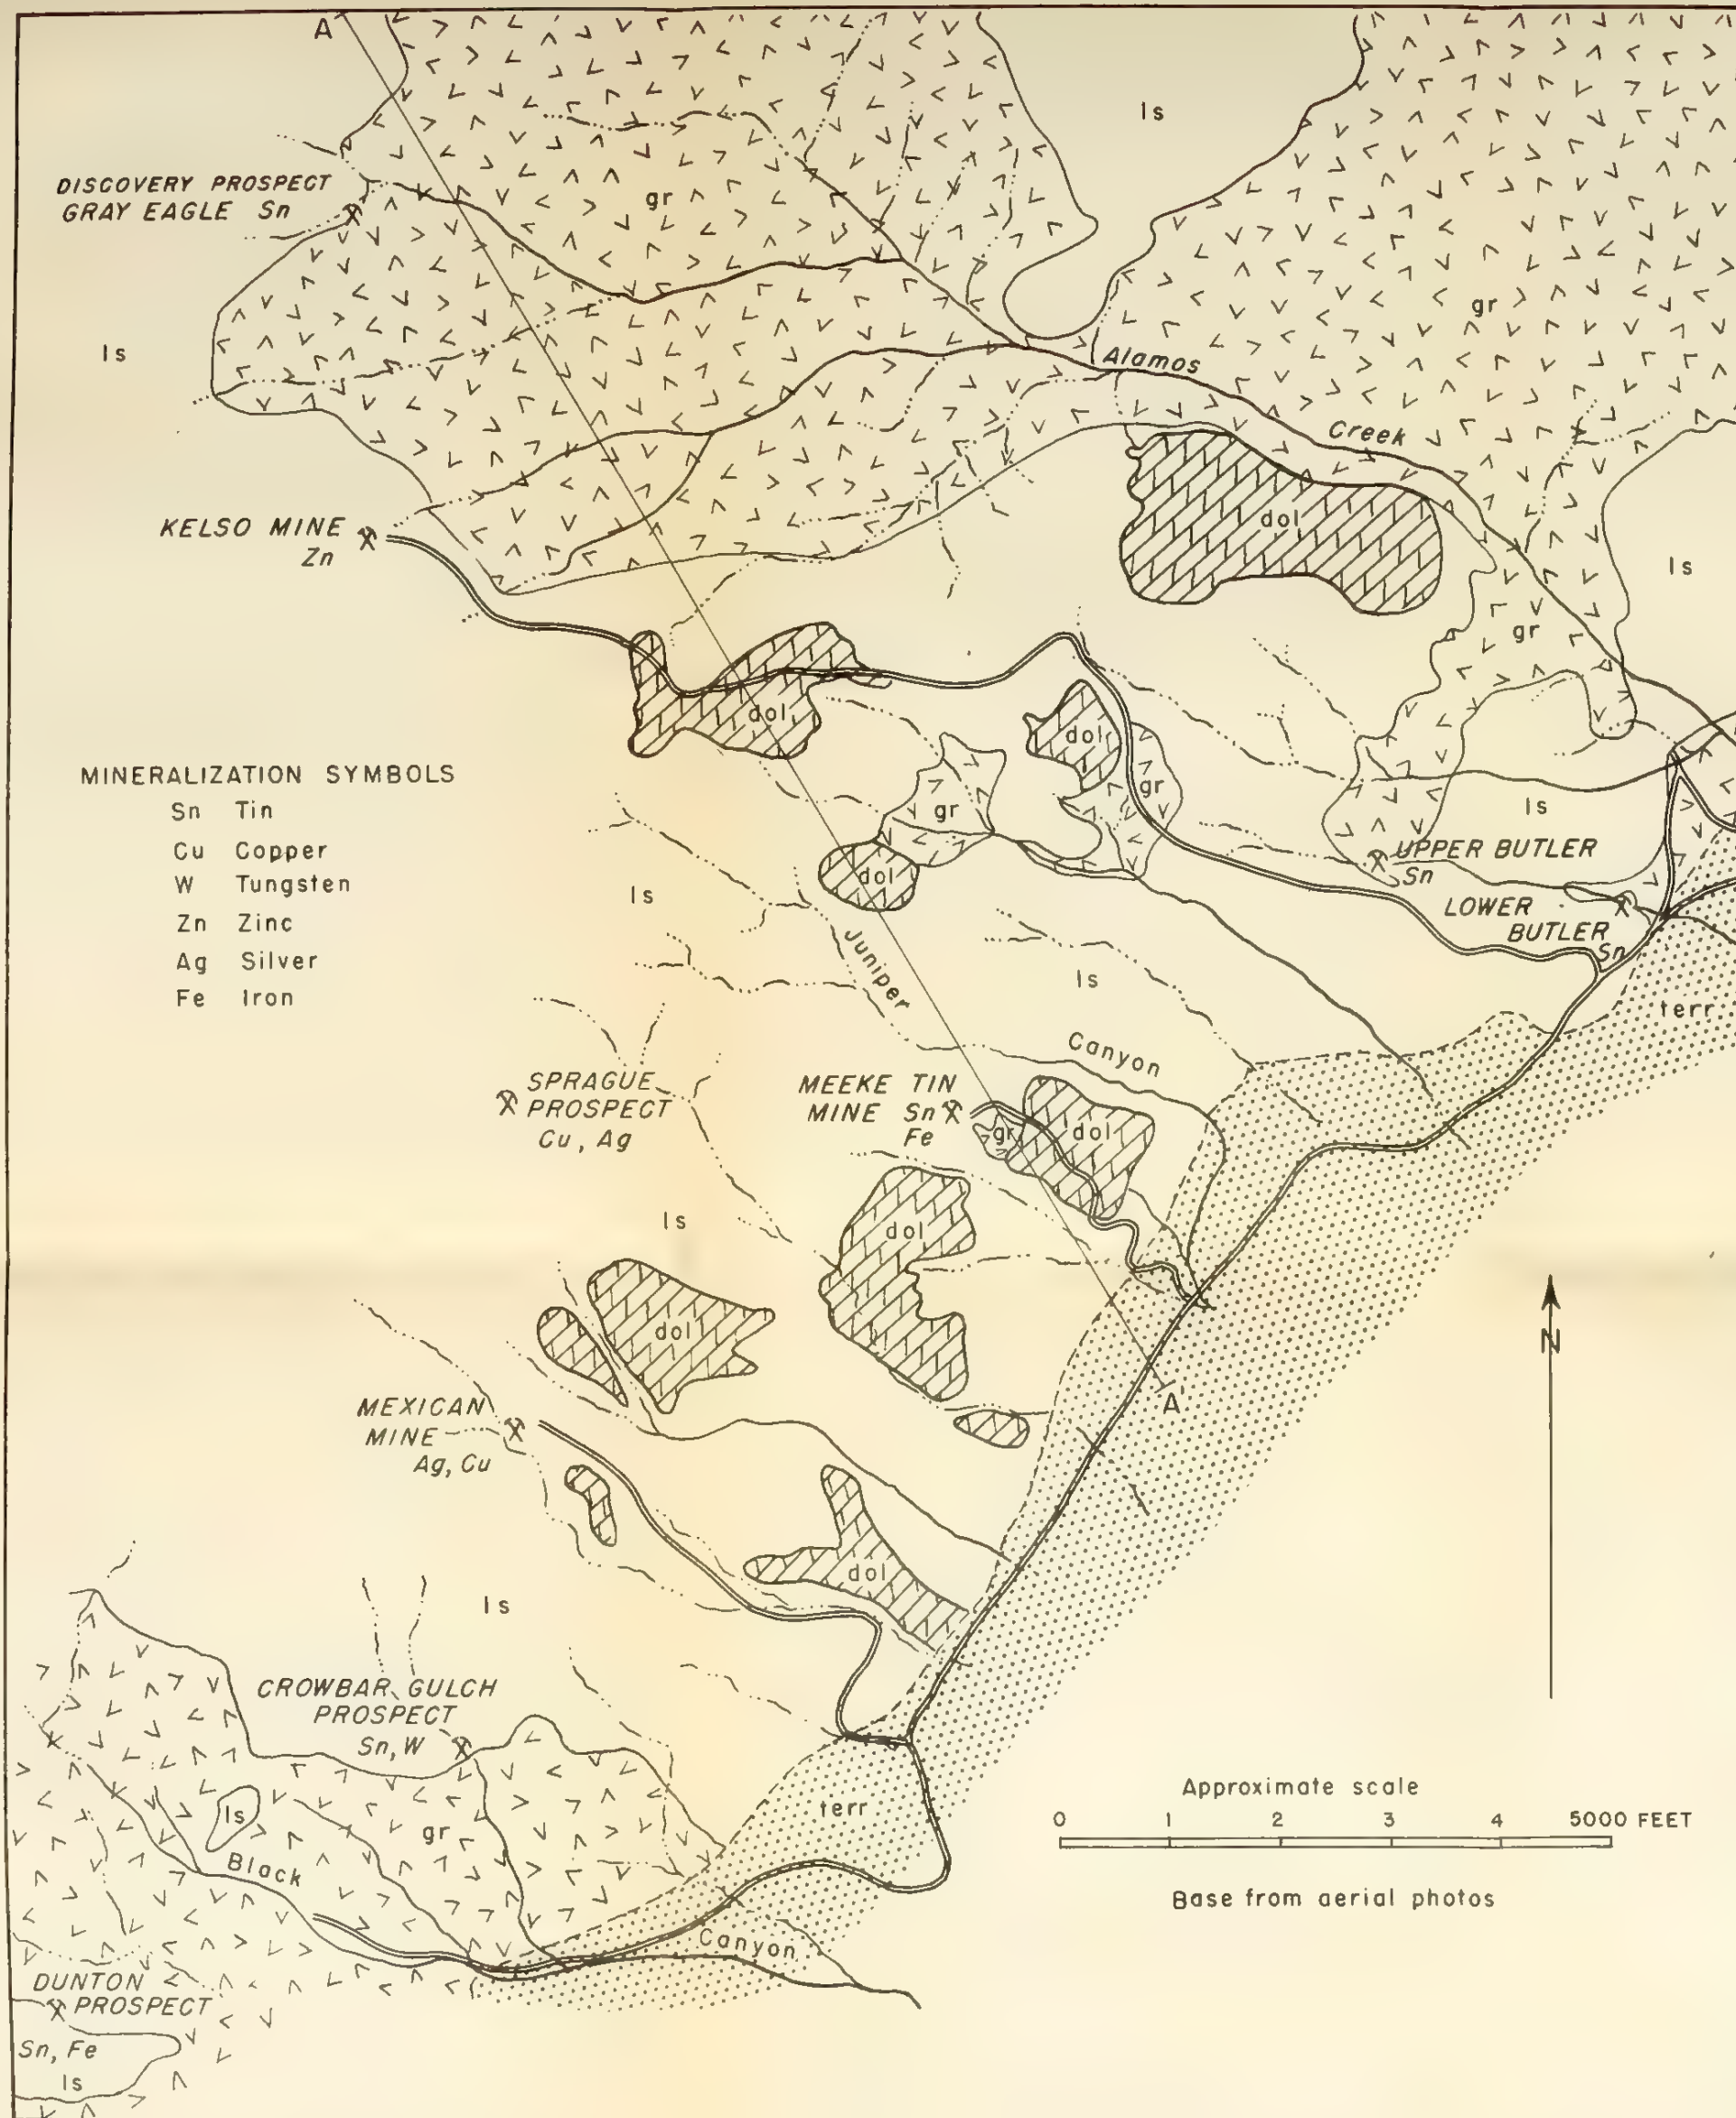 A
ls
DISCOVERY PROSPECT
GRAY EAGLE Sn
gr
gr
ls
Alamos
Creek
KELSO MINE
Zn
dol
ls
gr
dol
dol
MINERALIZATION SYMBOLS
Sn Tin
Cu Copper
W Tungsten
Zn Zinc
Ag Silver
Fe Iron
gr
gr
ls
UPPER BUTLER
Sn
dol
ls
LOWER
BUTLER
Sn
Juniper
ls
terr
Canyon
SPRAGUE
PROSPECT
Cu, Ag
MEEKE TIN
MINE Sn
Fe
gr
dol
ls
dol
dol
N
MEXICAN
MINE
Ag, Cu
A'
dol
ls
CROWBAR GULCH
PROSPECT
Sn, W
ls
gr
terr
Approximate scale
0 1 2 3 4 5000 FEET
Black
Base from aerial photos
Canyon
DUNTON
PROSPECT
Sn, Fe
ls